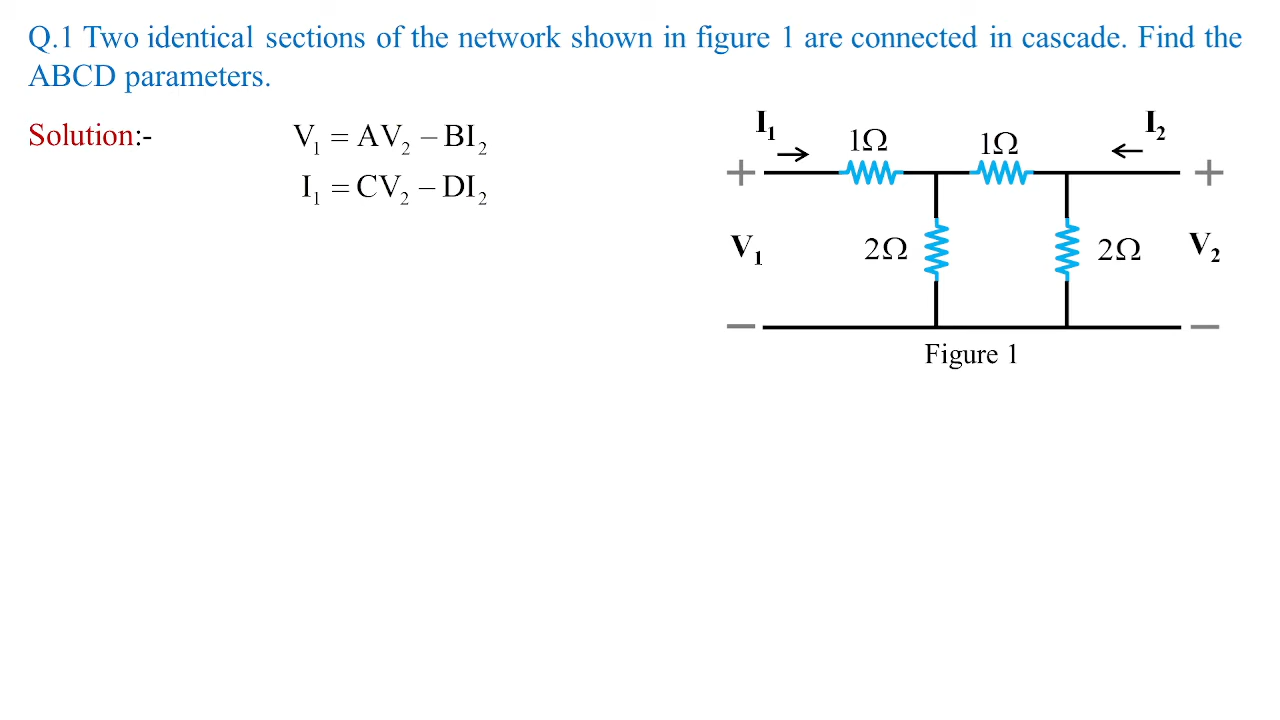 Q.1 Two identical sections of the network shown in figure 1 are connected in cascade. Find the
ABCD parameters.
Solution:-
V₁ = AV₂ – BI₂
I₁ = CV₂ – DI₂
I₁
I₂
1Ω
1Ω
+
+
V₁
2Ω
2Ω
V₂
–
–
Figure 1